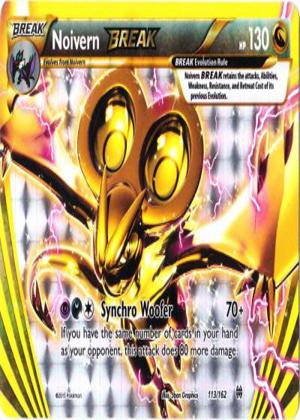 BREAK
Noivern BREAK HP 130
Evolves from Noivern
BREAK Evolution Rule
Noivern BREAK retains the attacks, Abilities,
Weakness, Resistance, and Retreat Cost of its
previous Evolution.
Synchro Woofer 70+
If you have the same number of cards in your hand
as your opponent, this attack does 80 more damage.
©2015 Pokémon
113/162